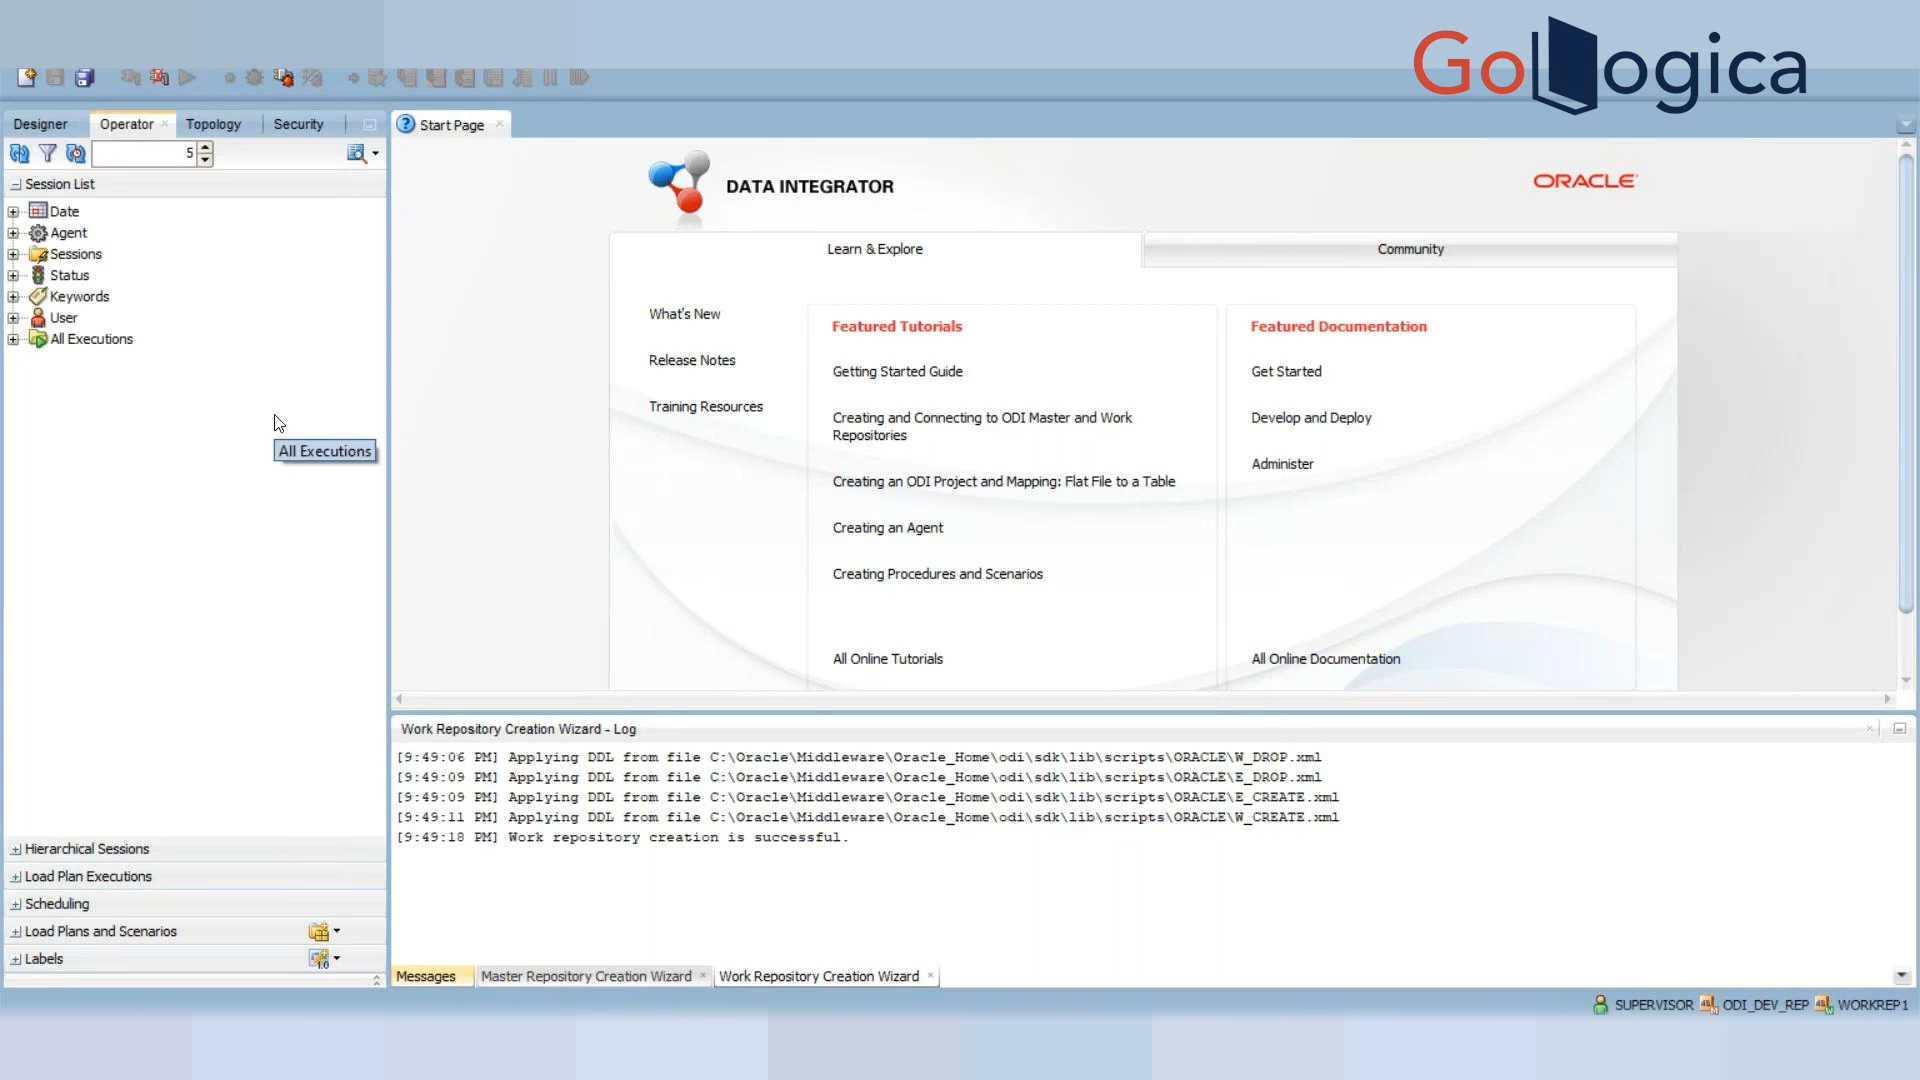 GoLogica
Designer
Operator
Topology
Security
Start Page
5
Session List
Date
Agent
Sessions
Status
Keywords
User
All Executions
All Executions
Hierarchical Sessions
Load Plan Executions
Scheduling
Load Plans and Scenarios
Labels
DATA INTEGRATOR
ORACLE
Learn & Explore
Community
What's New
Release Notes
Training Resources
Featured Tutorials
Getting Started Guide
Creating and Connecting to ODI Master and Work
Repositories
Creating an ODI Project and Mapping: Flat File to a Table
Creating an Agent
Creating Procedures and Scenarios
All Online Tutorials
Featured Documentation
Get Started
Develop and Deploy
Administer
All Online Documentation
Work Repository Creation Wizard - Log
[9:49:06 PM] Applying DDL from file C:\Oracle\Middleware\Oracle_Home\odi\sdk\lib\scripts\ORACLE\W_DROP.xml
[9:49:09 PM] Applying DDL from file C:\Oracle\Middleware\Oracle_Home\odi\sdk\lib\scripts\ORACLE\E_DROP.xml
[9:49:09 PM] Applying DDL from file C:\Oracle\Middleware\Oracle_Home\odi\sdk\lib\scripts\ORACLE\E_CREATE.xml
[9:49:11 PM] Applying DDL from file C:\Oracle\Middleware\Oracle_Home\odi\sdk\lib\scripts\ORACLE\W_CREATE.xml
[9:49:18 PM] Work repository creation is successful.
Messages
Master Repository Creation Wizard
Work Repository Creation Wizard
SUPERVISOR
ODI_DEV_REP
WORKREP1